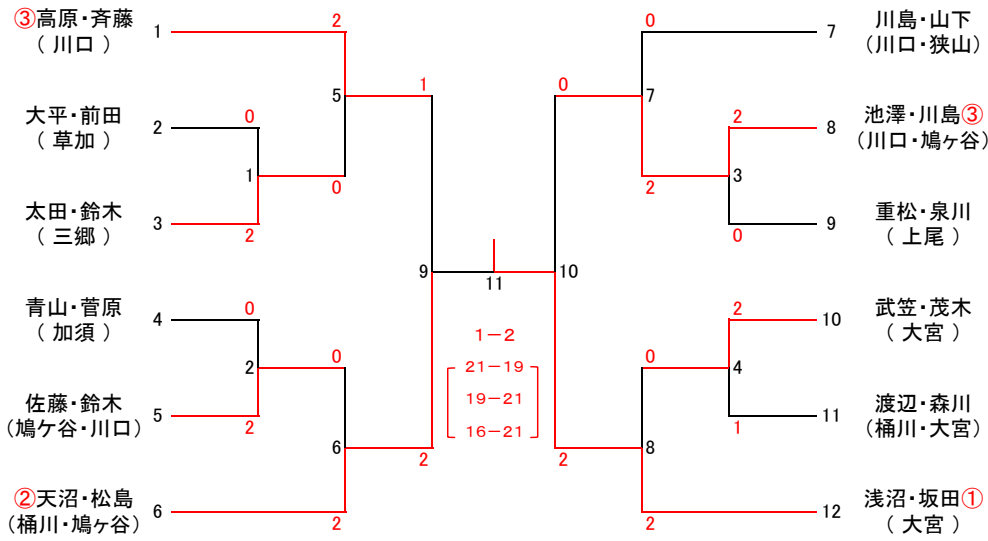 ③高原・斉藤
（ 川口 ）
1
2
大平・前田
（ 草加 ）
2
0
太田・鈴木
（ 三郷 ）
3
2
1
0
5
1
青山・菅原
（ 加須 ）
4
0
佐藤・鈴木
（鳩ケ谷・川口）
5
2
2
0
②天沼・松島
（桶川・鳩ヶ谷）
6
2
6
2
9
11
10
1－2
21－19
19－21
16－21
川島・山下
（川口・狭山）
7
0
池澤・川島③
（川口・鳩ヶ谷）
8
2
重松・泉川
（ 上尾 ）
9
0
3
2
7
0
武笠・茂木
（ 大宮 ）
10
2
渡辺・森川
（桶川・大宮）
11
1
4
0
浅沼・坂田①
（ 大宮 ）
12
2
8
2